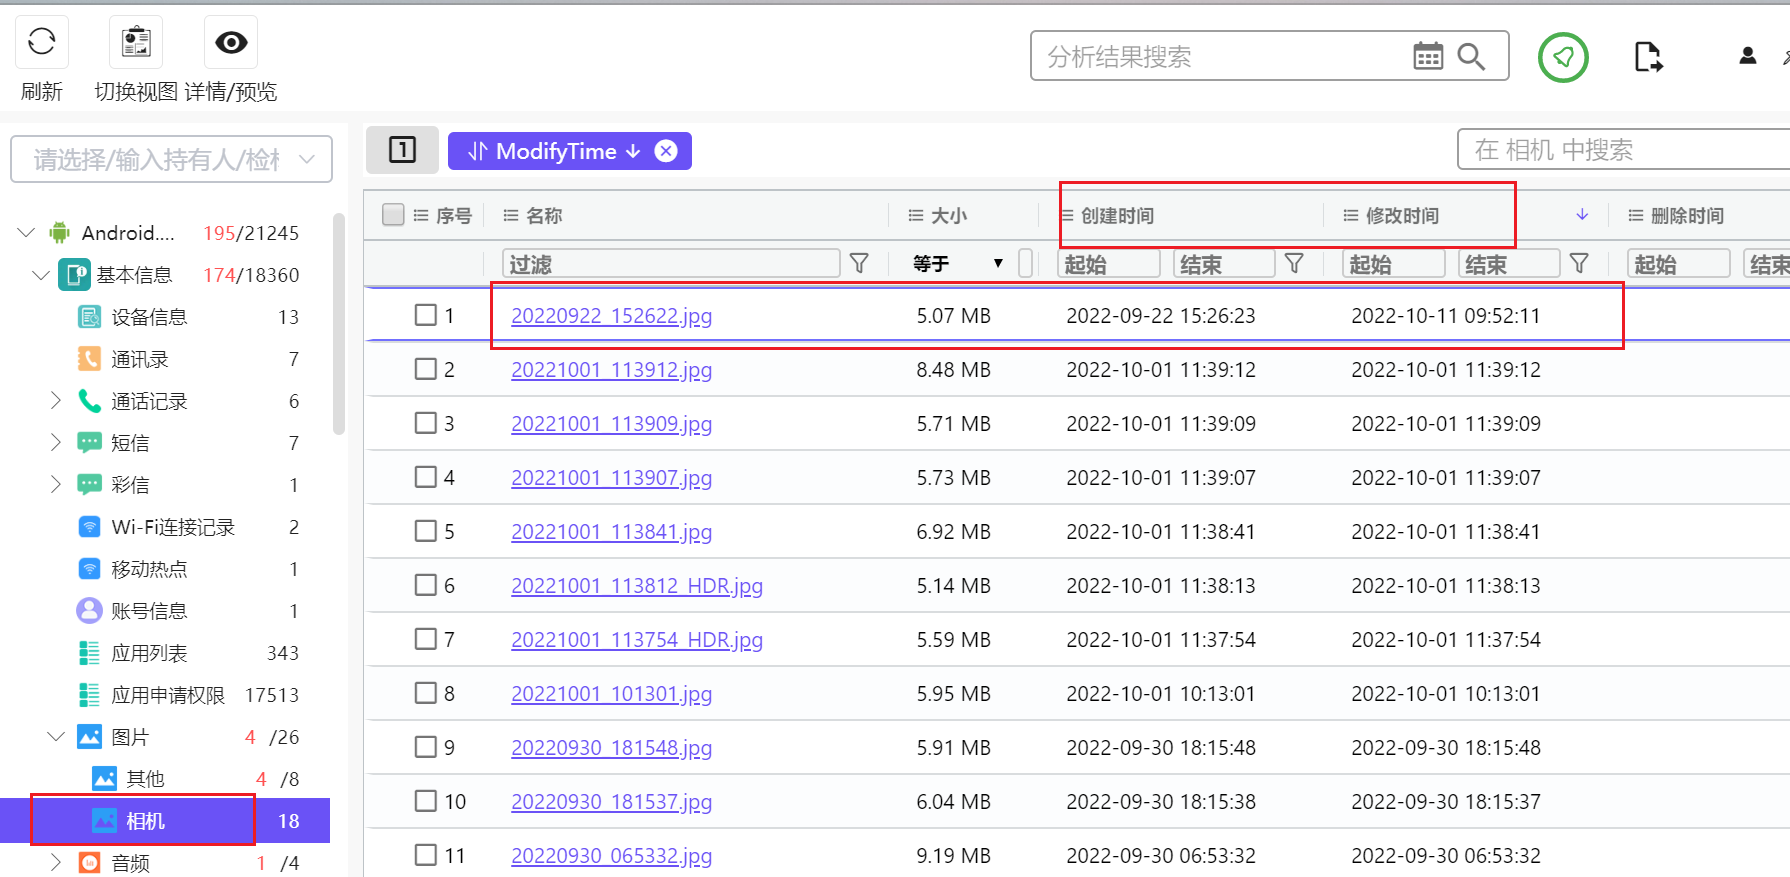 刷新 切换视图 详情/预览
分析结果搜索
请选择/输入持有人/检材
1 ModifyTime
在 相机 中搜索
Android.... 195/21245
基本信息 174/18360
设备信息 13
通讯录 7
通话记录 6
短信 7
彩信 1
Wi-Fi连接记录 2
移动热点 1
账号信息 1
应用列表 343
应用申请权限 17513
图片 4 /26
其他 4 /8
相机 18
音频 1 /4
序号 名称 大小 创建时间 修改时间 删除时间
过滤 等于 起始 结束 起始 结束 起始 结束
1 20220922_152622.jpg 5.07 MB 2022-09-22 15:26:23 2022-10-11 09:52:11
2 20221001_113912.jpg 8.48 MB 2022-10-01 11:39:12 2022-10-01 11:39:12
3 20221001_113909.jpg 5.71 MB 2022-10-01 11:39:09 2022-10-01 11:39:09
4 20221001_113907.jpg 5.73 MB 2022-10-01 11:39:07 2022-10-01 11:39:07
5 20221001_113841.jpg 6.92 MB 2022-10-01 11:38:41 2022-10-01 11:38:41
6 20221001_113812_HDR.jpg 5.14 MB 2022-10-01 11:38:13 2022-10-01 11:38:13
7 20221001_113754_HDR.jpg 5.59 MB 2022-10-01 11:37:54 2022-10-01 11:37:54
8 20221001_101301.jpg 5.95 MB 2022-10-01 10:13:01 2022-10-01 10:13:01
9 20220930_181548.jpg 5.91 MB 2022-09-30 18:15:48 2022-09-30 18:15:48
10 20220930_181537.jpg 6.04 MB 2022-09-30 18:15:38 2022-09-30 18:15:37
11 20220930_065332.jpg 9.19 MB 2022-09-30 06:53:32 2022-09-30 06:53:32